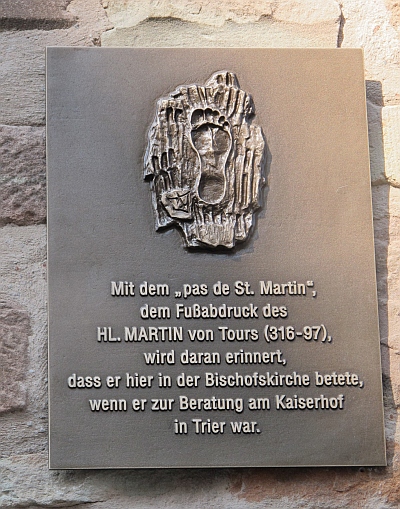 Mit dem „pas de St. Martin“,
dem Fußabdruck des
HL. MARTIN von Tours (316-97),
wird daran erinnert,
dass er hier in der Bischofskirche betete,
wenn er zur Beratung am Kaiserhof
in Trier war.